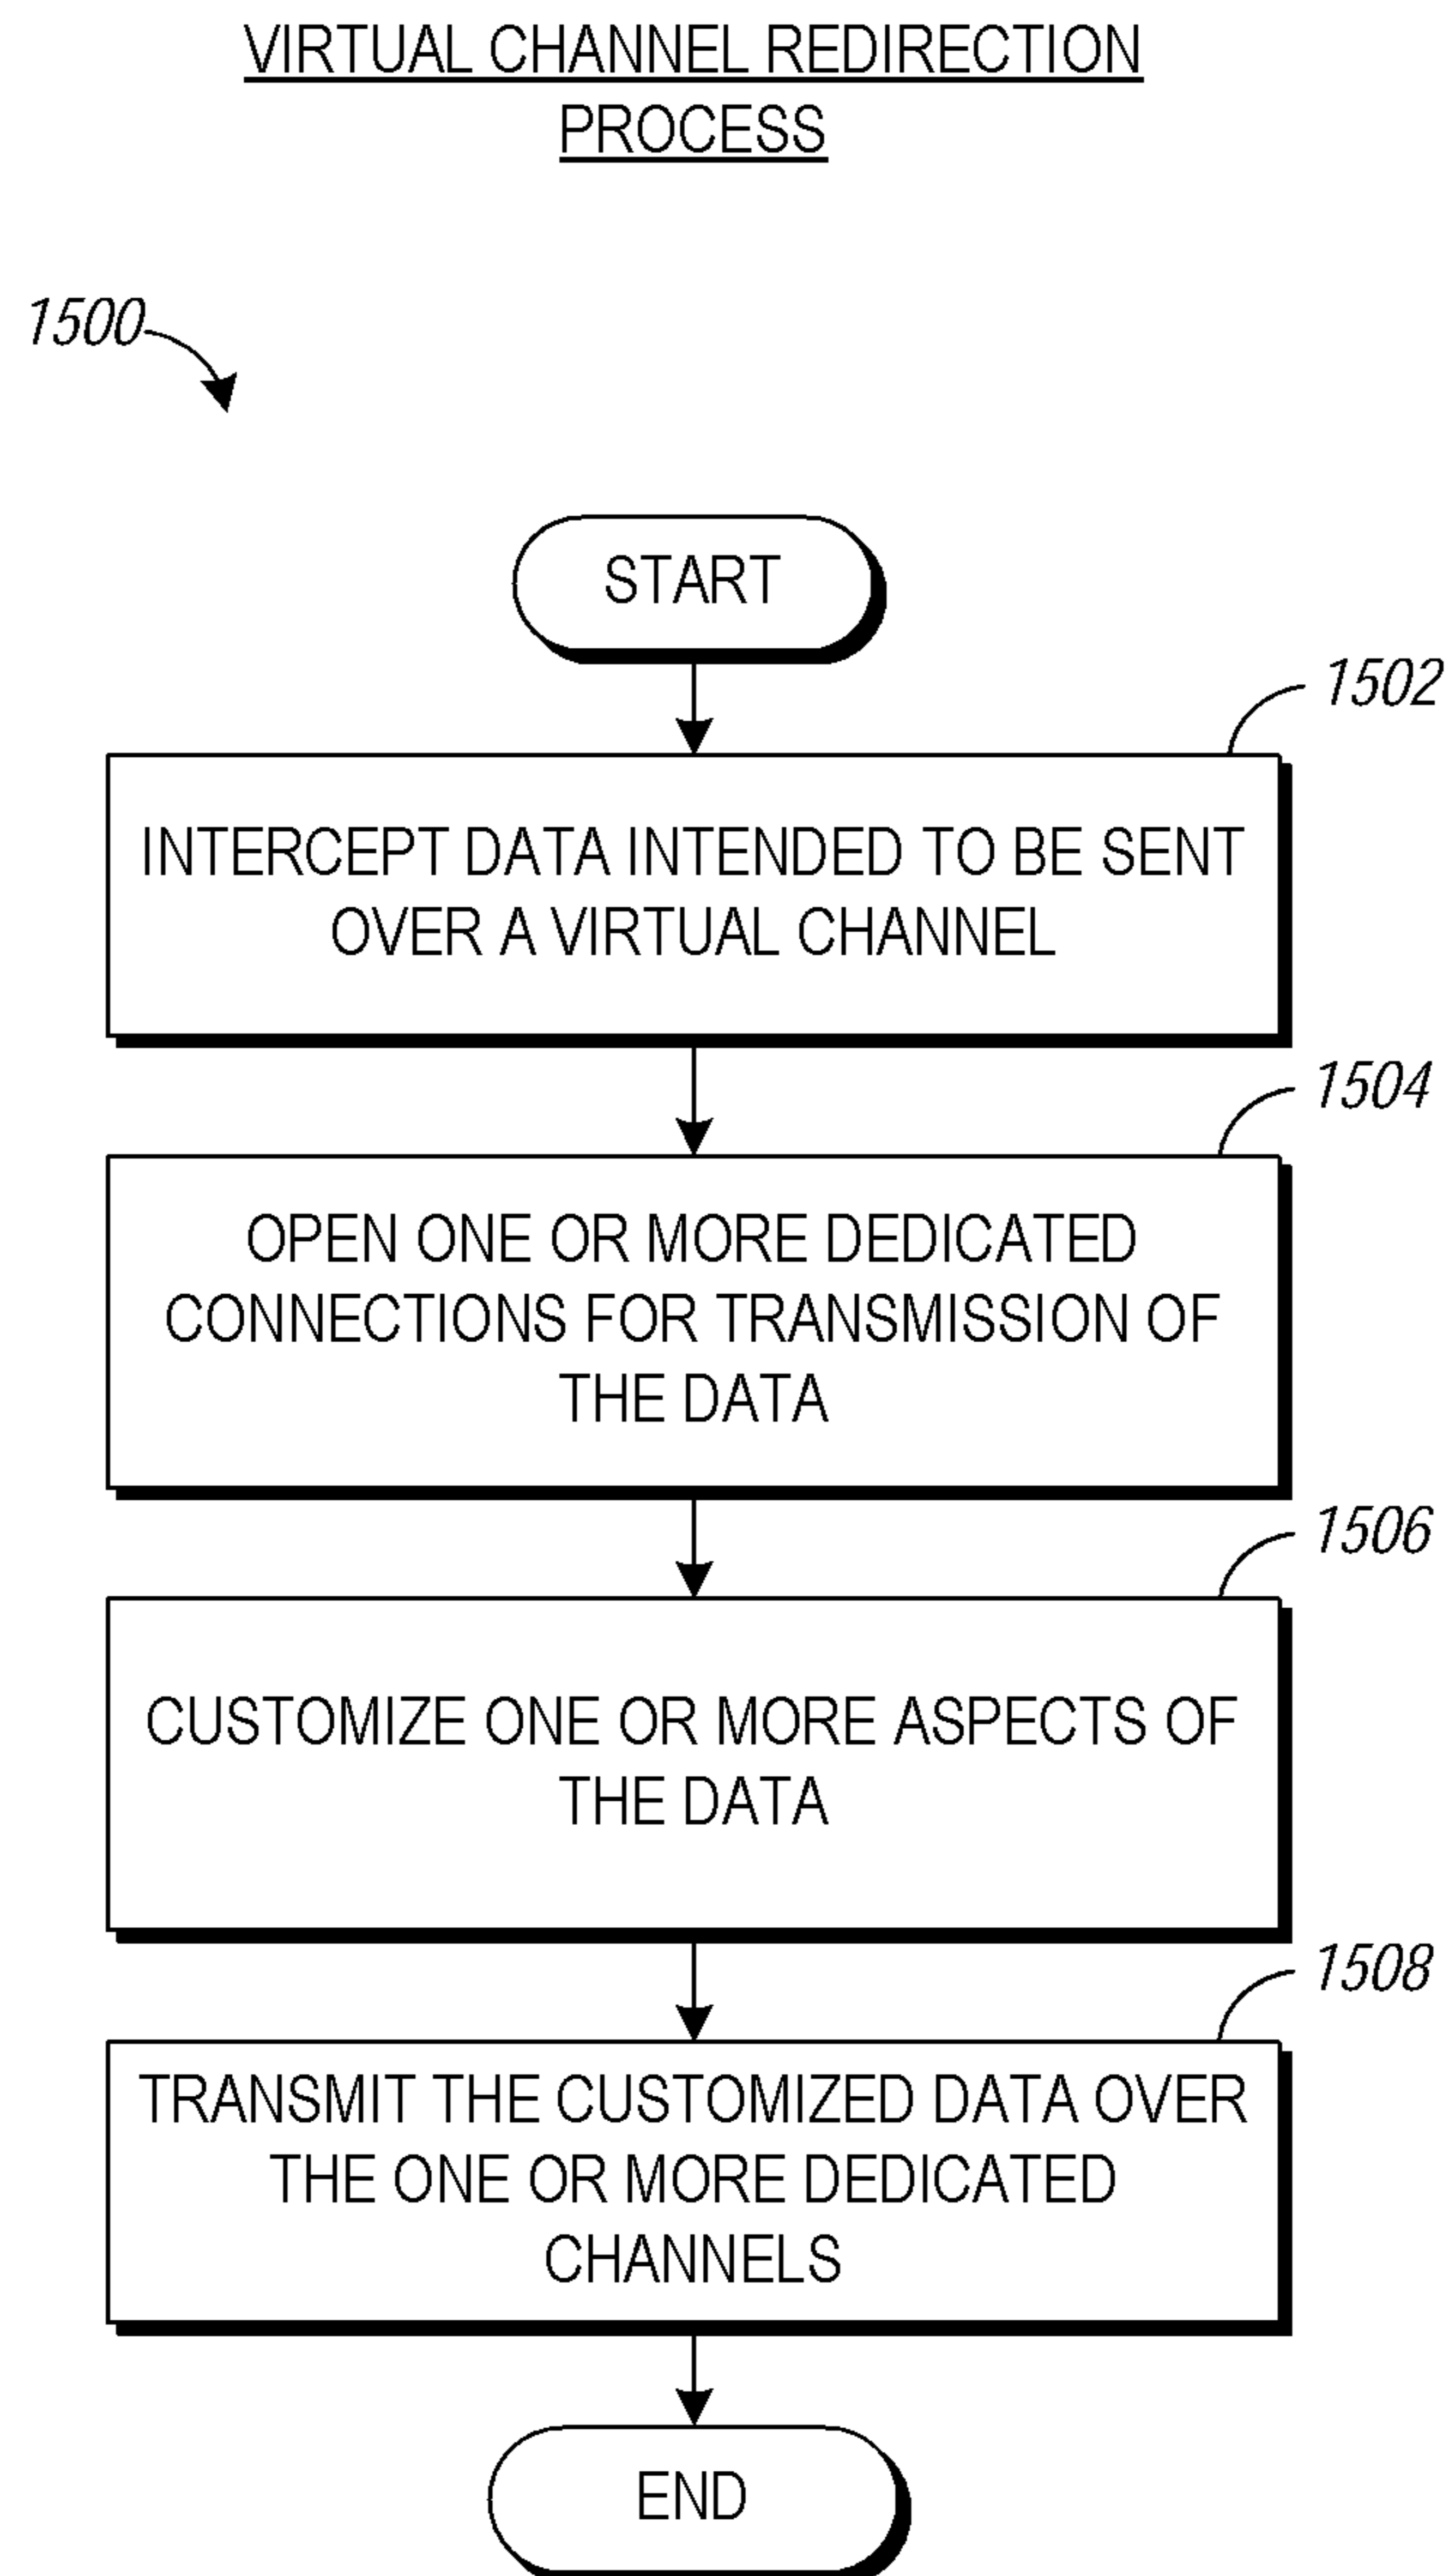 VIRTUAL CHANNEL REDIRECTION
PROCESS
1500
START
1502
INTERCEPT DATA INTENDED TO BE SENT
OVER A VIRTUAL CHANNEL
1504
OPEN ONE OR MORE DEDICATED
CONNECTIONS FOR TRANSMISSION OF
THE DATA
1506
CUSTOMIZE ONE OR MORE ASPECTS OF
THE DATA
1508
TRANSMIT THE CUSTOMIZED DATA OVER
THE ONE OR MORE DEDICATED
CHANNELS
END